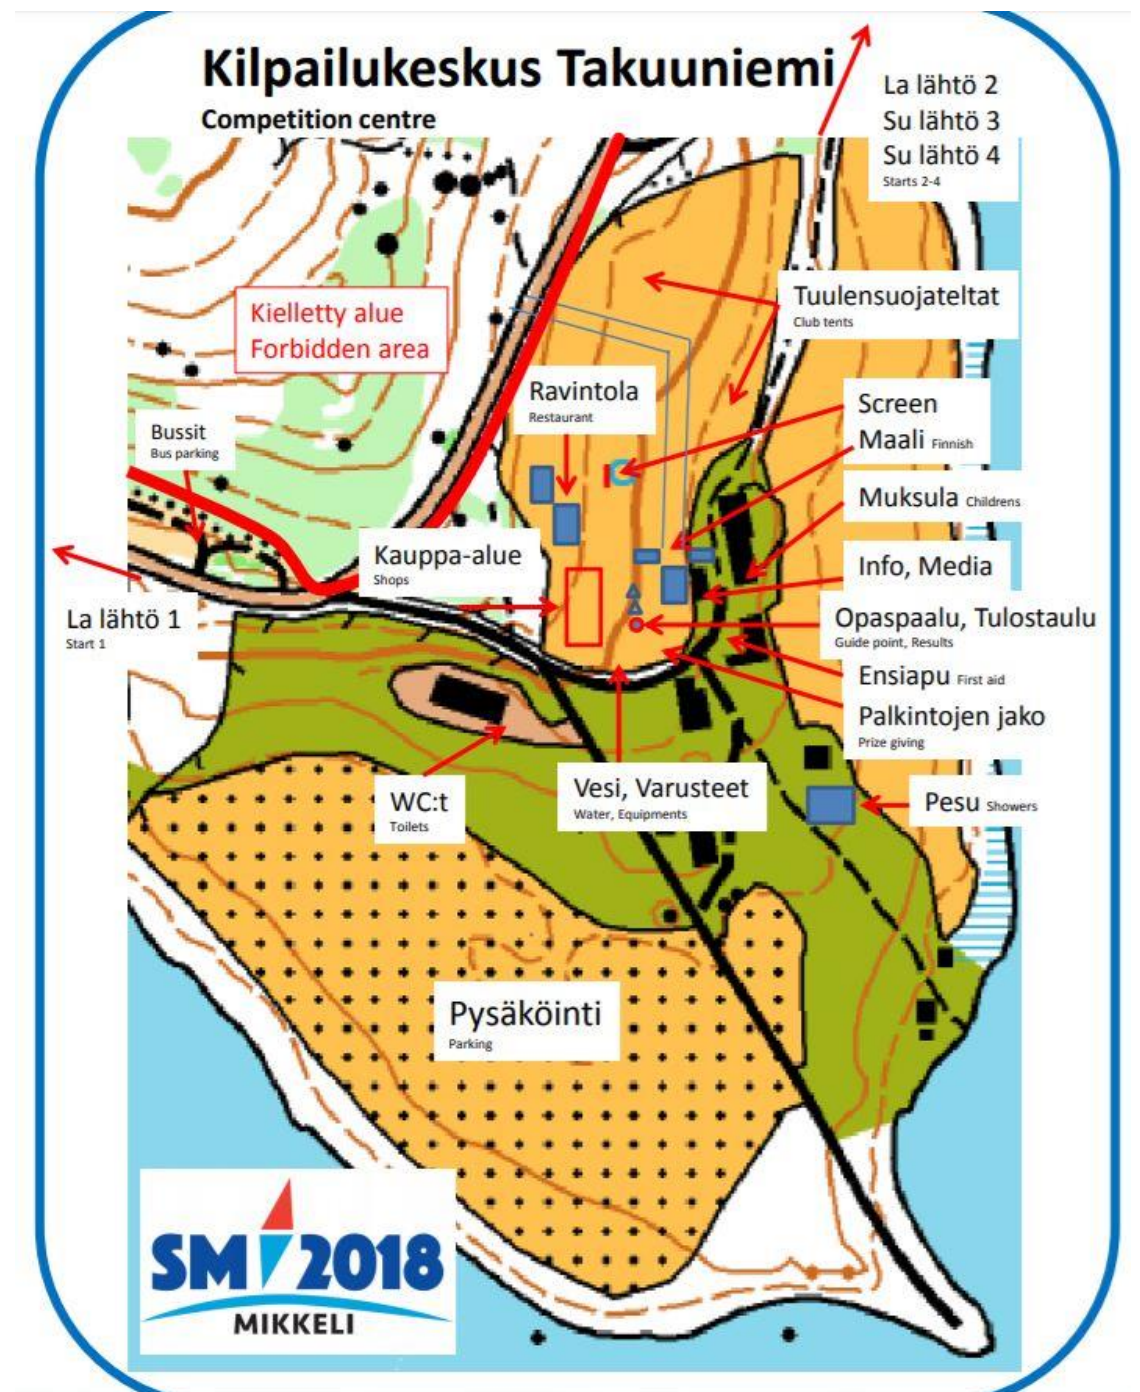 Kilpailukeskus Takuuniemi
Competition centre
La lähtö 2
Su lähtö 3
Su lähtö 4
Starts 2-4
Kielletty alue
Forbidden area
Tuulensuojateltat
Club tents
Ravintola
Restaurant
Screen
Maali Finnish
Bussit
Bus parking
Muksula Childrens
Kauppa-alue
Shops
Info, Media
La lähtö 1
Start 1
Opaspaalu, Tulostaulu
Guide point, Results
Ensiapu First aid
Palkintojen jako
Prize giving
WC:t
Toilets
Vesi, Varusteet
Water, Equipments
Pesu Showers
Pysäköinti
Parking
SM 2018
MIKKELI